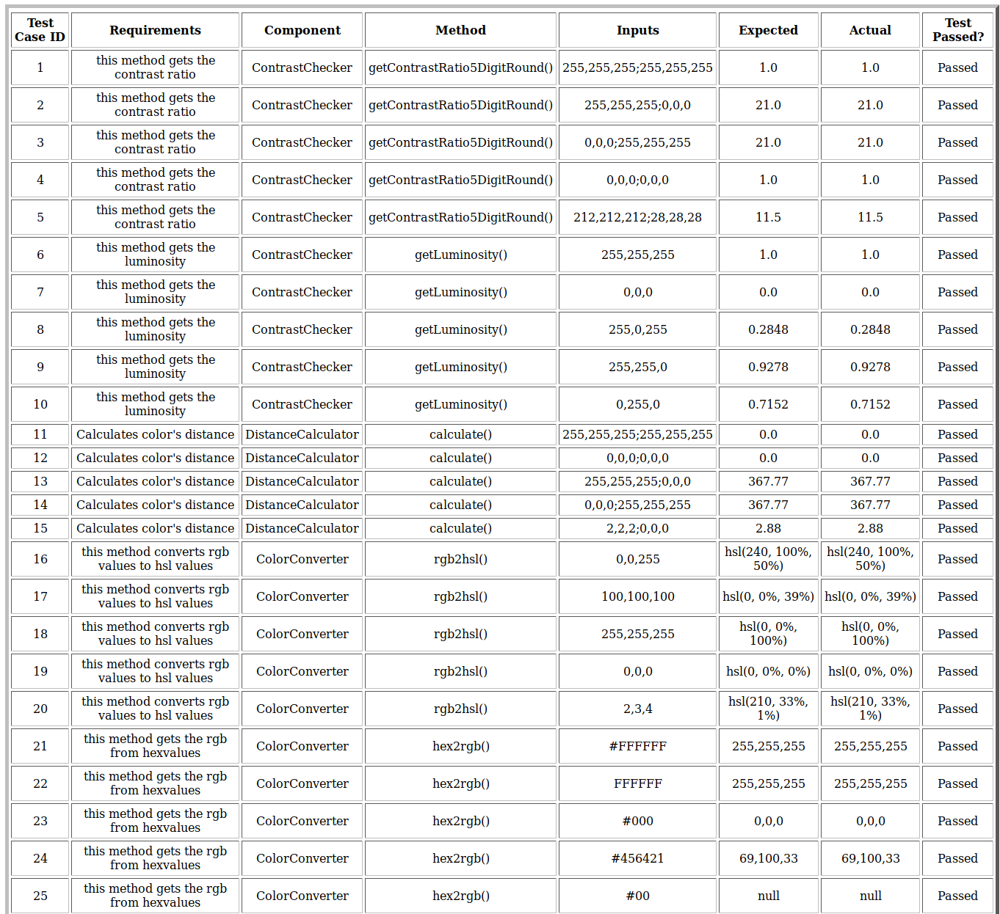 Test Case ID Requirements Component Method Inputs Expected Actual Test Passed?
1 this method gets the contrast ratio ContrastChecker getContrastRatio5DigitRound() 255,255,255;255,255,255 1.0 1.0 Passed
2 this method gets the contrast ratio ContrastChecker getContrastRatio5DigitRound() 255,255,255;0,0,0 21.0 21.0 Passed
3 this method gets the contrast ratio ContrastChecker getContrastRatio5DigitRound() 0,0,0;255,255,255 21.0 21.0 Passed
4 this method gets the contrast ratio ContrastChecker getContrastRatio5DigitRound() 0,0,0;0,0,0 1.0 1.0 Passed
5 this method gets the contrast ratio ContrastChecker getContrastRatio5DigitRound() 212,212,212;28,28,28 11.5 11.5 Passed
6 this method gets the luminosity ContrastChecker getLuminosity() 255,255,255 1.0 1.0 Passed
7 this method gets the luminosity ContrastChecker getLuminosity() 0,0,0 0.0 0.0 Passed
8 this method gets the luminosity ContrastChecker getLuminosity() 255,0,255 0.2848 0.2848 Passed
9 this method gets the luminosity ContrastChecker getLuminosity() 255,255,0 0.9278 0.9278 Passed
10 this method gets the luminosity ContrastChecker getLuminosity() 0,255,0 0.7152 0.7152 Passed
11 Calculates color's distance DistanceCalculator calculate() 255,255,255;255,255,255 0.0 0.0 Passed
12 Calculates color's distance DistanceCalculator calculate() 0,0,0;0,0,0 0.0 0.0 Passed
13 Calculates color's distance DistanceCalculator calculate() 255,255,255;0,0,0 367.77 367.77 Passed
14 Calculates color's distance DistanceCalculator calculate() 0,0,0;255,255,255 367.77 367.77 Passed
15 Calculates color's distance DistanceCalculator calculate() 2,2,2;0,0,0 2.88 2.88 Passed
16 this method converts rgb values to hsl values ColorConverter rgb2hsl() 0,0,255 hsl(240, 100%, 50%) hsl(240, 100%, 50%) Passed
17 this method converts rgb values to hsl values ColorConverter rgb2hsl() 100,100,100 hsl(0, 0%, 39%) hsl(0, 0%, 39%) Passed
18 this method converts rgb values to hsl values ColorConverter rgb2hsl() 255,255,255 hsl(0, 0%, 100%) hsl(0, 0%, 100%) Passed
19 this method converts rgb values to hsl values ColorConverter rgb2hsl() 0,0,0 hsl(0, 0%, 0%) hsl(0, 0%, 0%) Passed
20 this method converts rgb values to hsl values ColorConverter rgb2hsl() 2,3,4 hsl(210, 33%, 1%) hsl(210, 33%, 1%) Passed
21 this method gets the rgb from hexvalues ColorConverter hex2rgb() #FFFFFF 255,255,255 255,255,255 Passed
22 this method gets the rgb from hexvalues ColorConverter hex2rgb() FFFFFF 255,255,255 255,255,255 Passed
23 this method gets the rgb from hexvalues ColorConverter hex2rgb() #000 0,0,0 0,0,0 Passed
24 this method gets the rgb from hexvalues ColorConverter hex2rgb() #456421 69,100,33 69,100,33 Passed
25 this method gets the rgb from hexvalues ColorConverter hex2rgb() #00 null null Passed